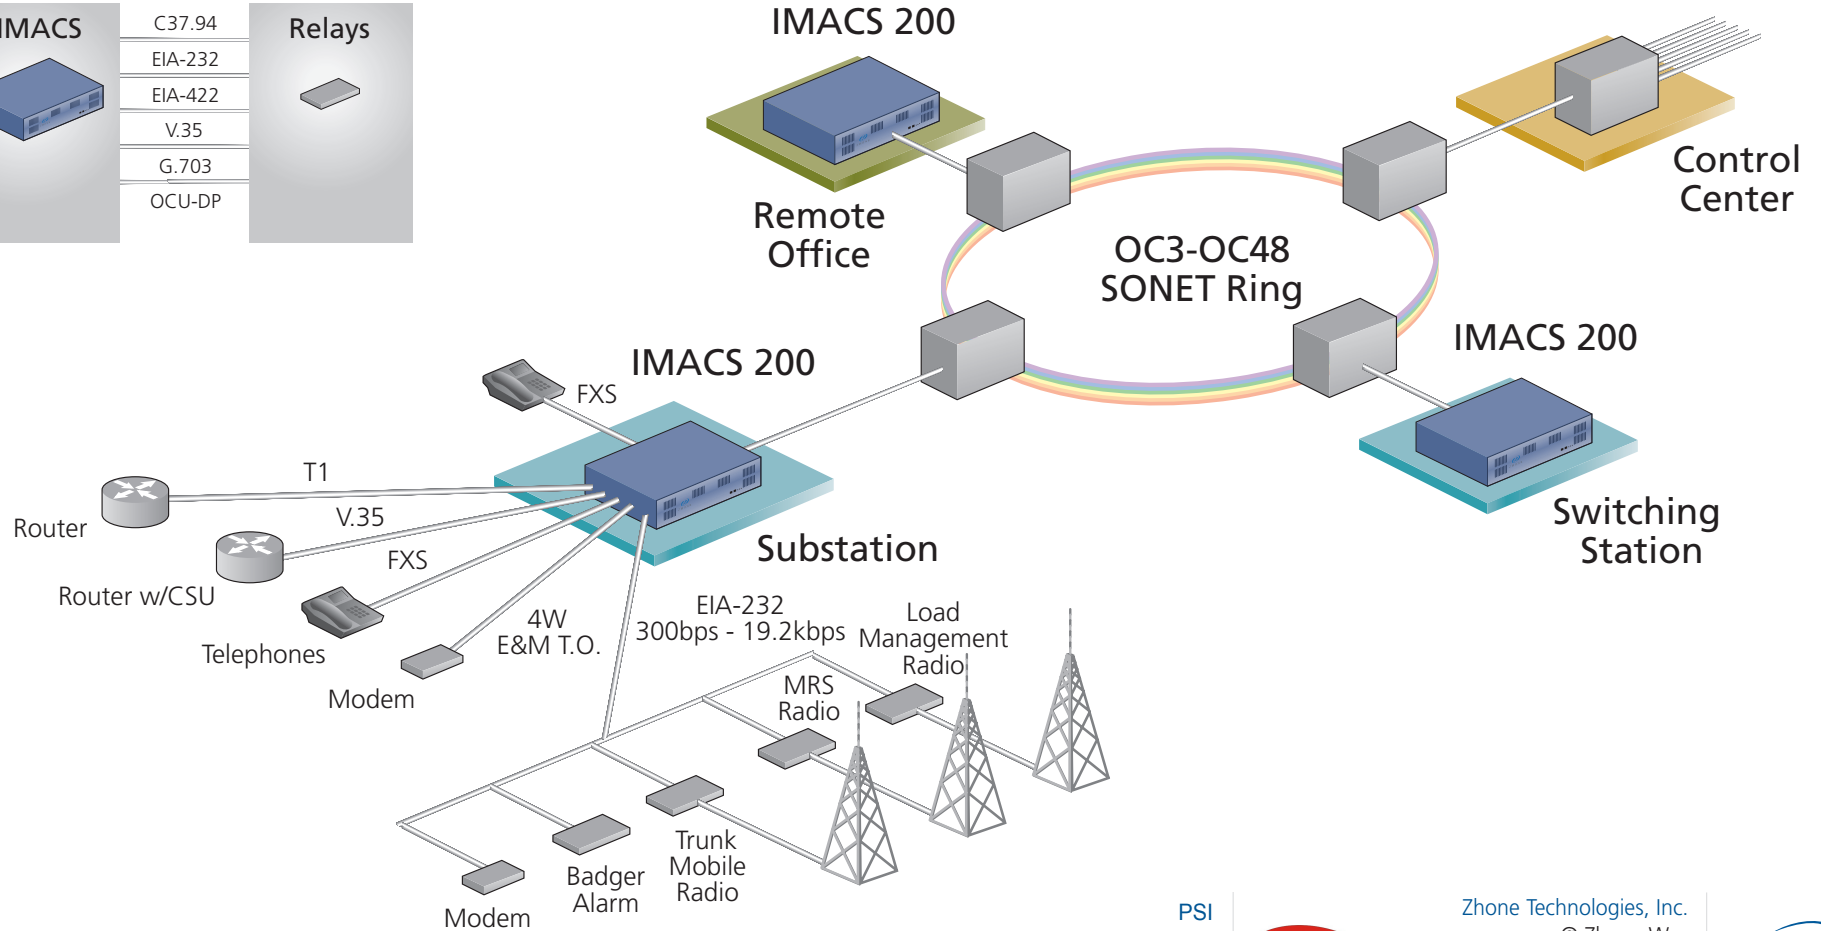 IMACS
C37.94
EIA-232
EIA-422
V.35
G.703
OCU-DP
Relays
IMACS 200
Remote
Office
Control
Center
OC3-OC48
SONET Ring
IMACS 200
Switching
Station
IMACS 200
Substation
FXS
T1
Router
V.35
Router w/CSU
FXS
Telephones
4W
E&M T.O.
Modem
EIA-232
300bps - 19.2kbps
Load
Management
Radio
MRS
Radio
Trunk
Mobile
Radio
Badger
Alarm
Modem
PSI
Zhone Technologies, Inc.